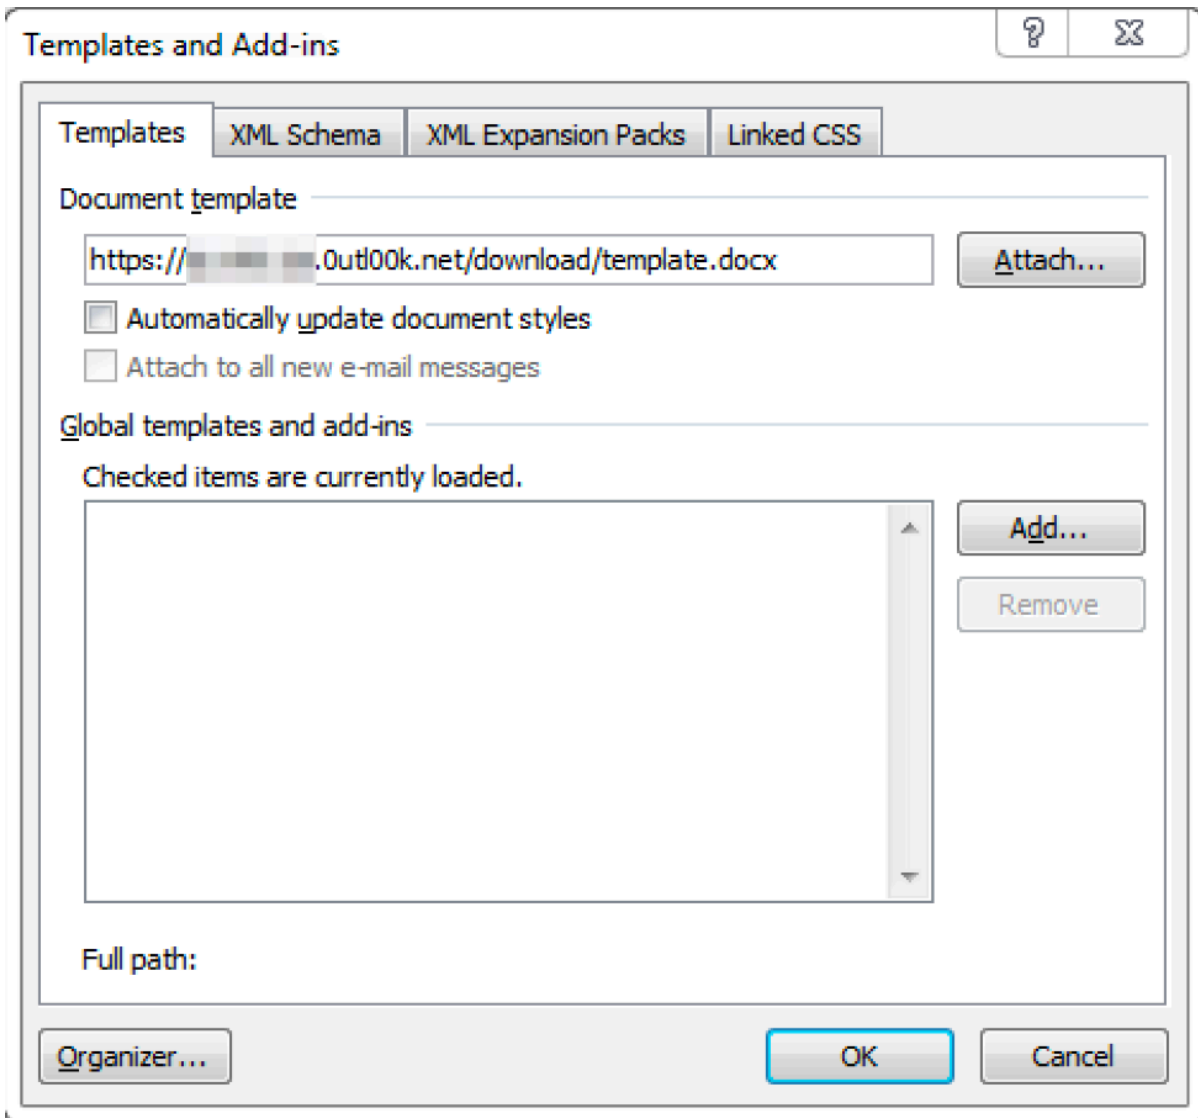 Templates and Add-ins
Templates XML Schema XML Expansion Packs Linked CSS
Document template
https:// .0utl00k.net/download/template.docx Attach...
Automatically update document styles
Attach to all new e-mail messages
Global templates and add-ins
Checked items are currently loaded.
Add...
Remove
Full path:
Organizer... OK Cancel